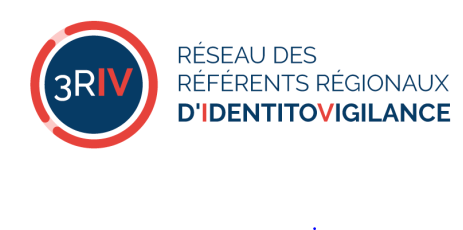 3RIV
RÉSEAU DES
RÉFÉRENTS RÉGIONAUX
D'IDENTITOVIGILANCE
.